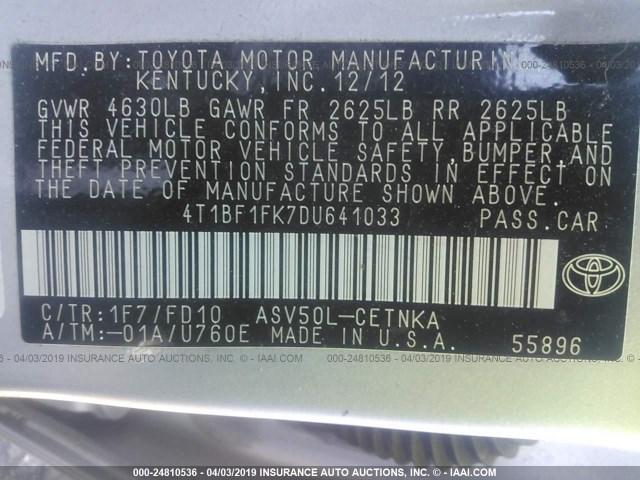 MFD.BY: TOYOTA MOTOR MANUFACTURIN
KENTUCKY, INC. 12/12
GVWR 4630LB GAWR FR 2625LB RR 2625LB
THIS VEHICLE CONFORMS TO ALL APPLICABLE
FEDERAL MOTOR VEHICLE SAFETY, BUMPER, AND
THEFT PREVENTION STANDARDS IN EFFECT ON
THE DATE OF MANUFACTURE SHOWN ABOVE.
4T1BF1FK7DU641033 PASS.CAR
C/TR:1F7/FD10 ASV50L-CETNKA
A/TM:-01A/U760E MADE IN U.S.A. 55896
000-24810536 - 04/03/2019 INSURANCE AUTO AUCTIONS - WWW.IAAI.COM